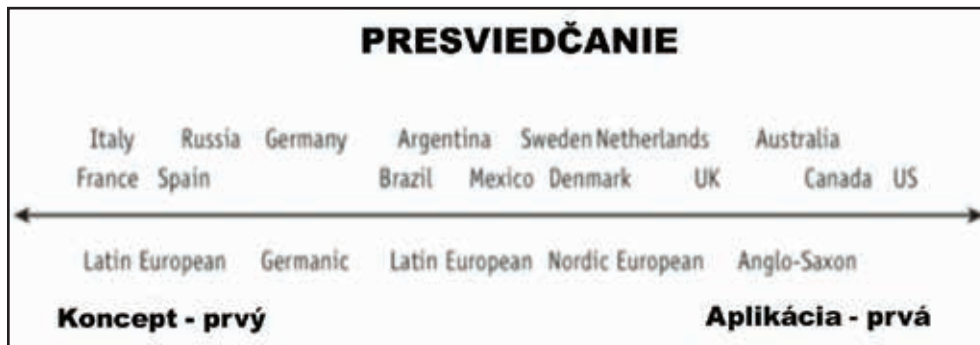 PRESVIEDČANIE
Italy Russia Germany Argentina Sweden Netherlands Australia
France Spain Brazil Mexico Denmark UK Canada US
Latin European Germanic Latin European Nordic European Anglo-Saxon
Koncept - prvý Aplikácia - prvá